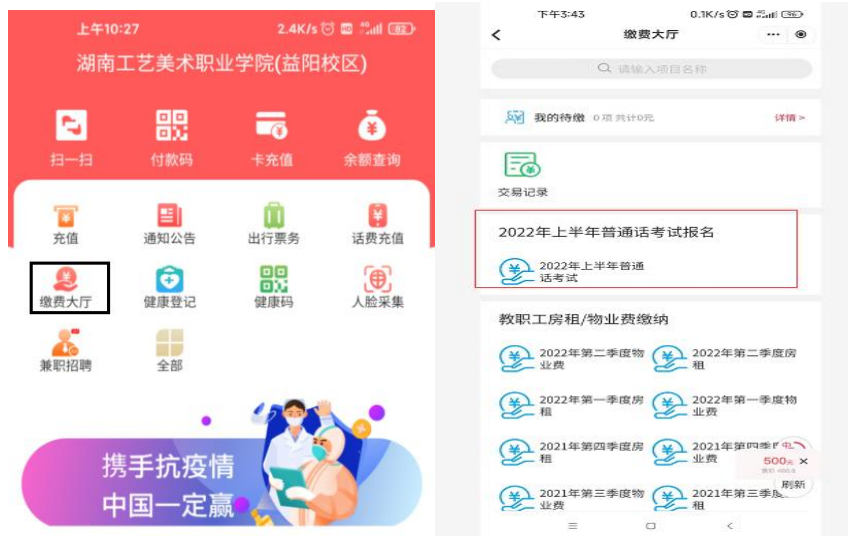 上午10:27
2.4K/s
82
湖南工艺美术职业学院(益阳校区)
扫一扫
付款码
卡充值
余额查询
充值
通知公告
出行票务
话费充值
缴费大厅
健康登记
健康码
人脸采集
兼职招聘
全部
携手抗疫情
中国一定赢
下午3:43
0.1K/s
96
缴费大厅
请输入项目名称
我的待缴 0项 共计0元
详情 >
交易记录
2022年上半年普通话考试报名
2022年上半年普通
话考试
教职工房租/物业费缴纳
2022年第二季度物
业费
2022年第二季度房
租
2022年第一季度房
租
2022年第一季度物
业费
2021年第四季度房
租
2021年第四季
业费
500元
刷新
2021年第三季度物
业费
2021年第三季度
租